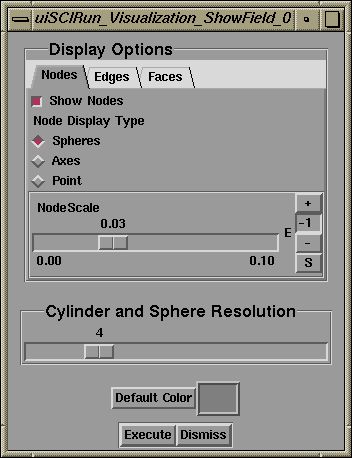 uiSCIRun_Visualization_ShowField_0
Display Options
Nodes Edges Faces
Show Nodes
Node Display Type
Spheres
Axes
Point
NodeScale
0.03
0.00 0.10
E
+
-1
-
S
Cylinder and Sphere Resolution
4
Default Color
Execute Dismiss